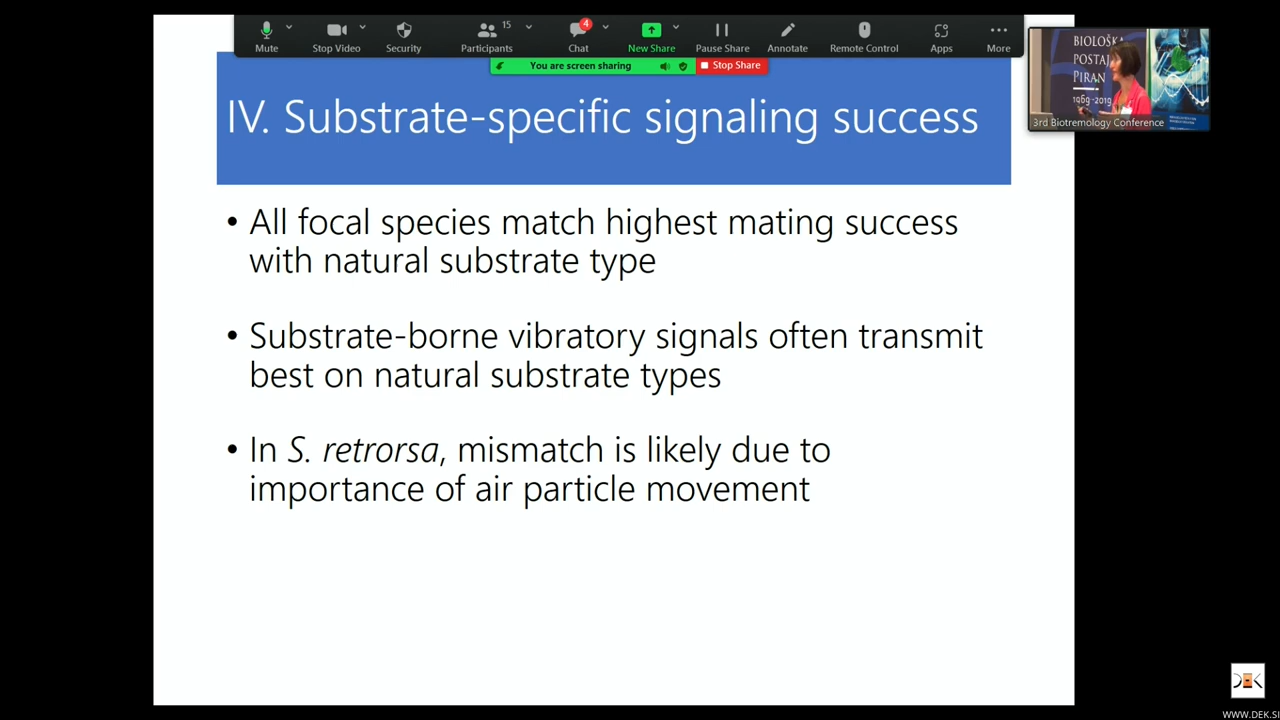 15
4
Mute
Stop Video
Security
Participants
Chat
New Share
Pause Share
Annotate
Remote Control
Apps
More
You are screen sharing
Stop Share
BIOLOŠKA
POSTAJA
PIRAN
1969-2019
3rd Biotremology Conference
IV. Substrate-specific signaling success
• All focal species match highest mating success
with natural substrate type
• Substrate-borne vibratory signals often transmit
best on natural substrate types
• In S. retrorsa, mismatch is likely due to
importance of air particle movement
DEK
WWW.DEK.SI